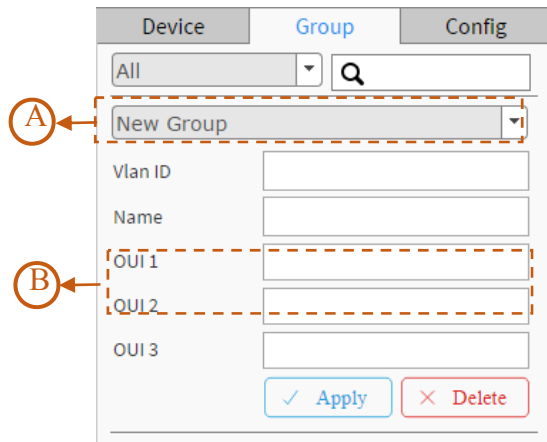 Device Group Config
All
A
New Group
Vlan ID
Name
OUI 1
B
OUI 2
OUI 3
Apply Delete